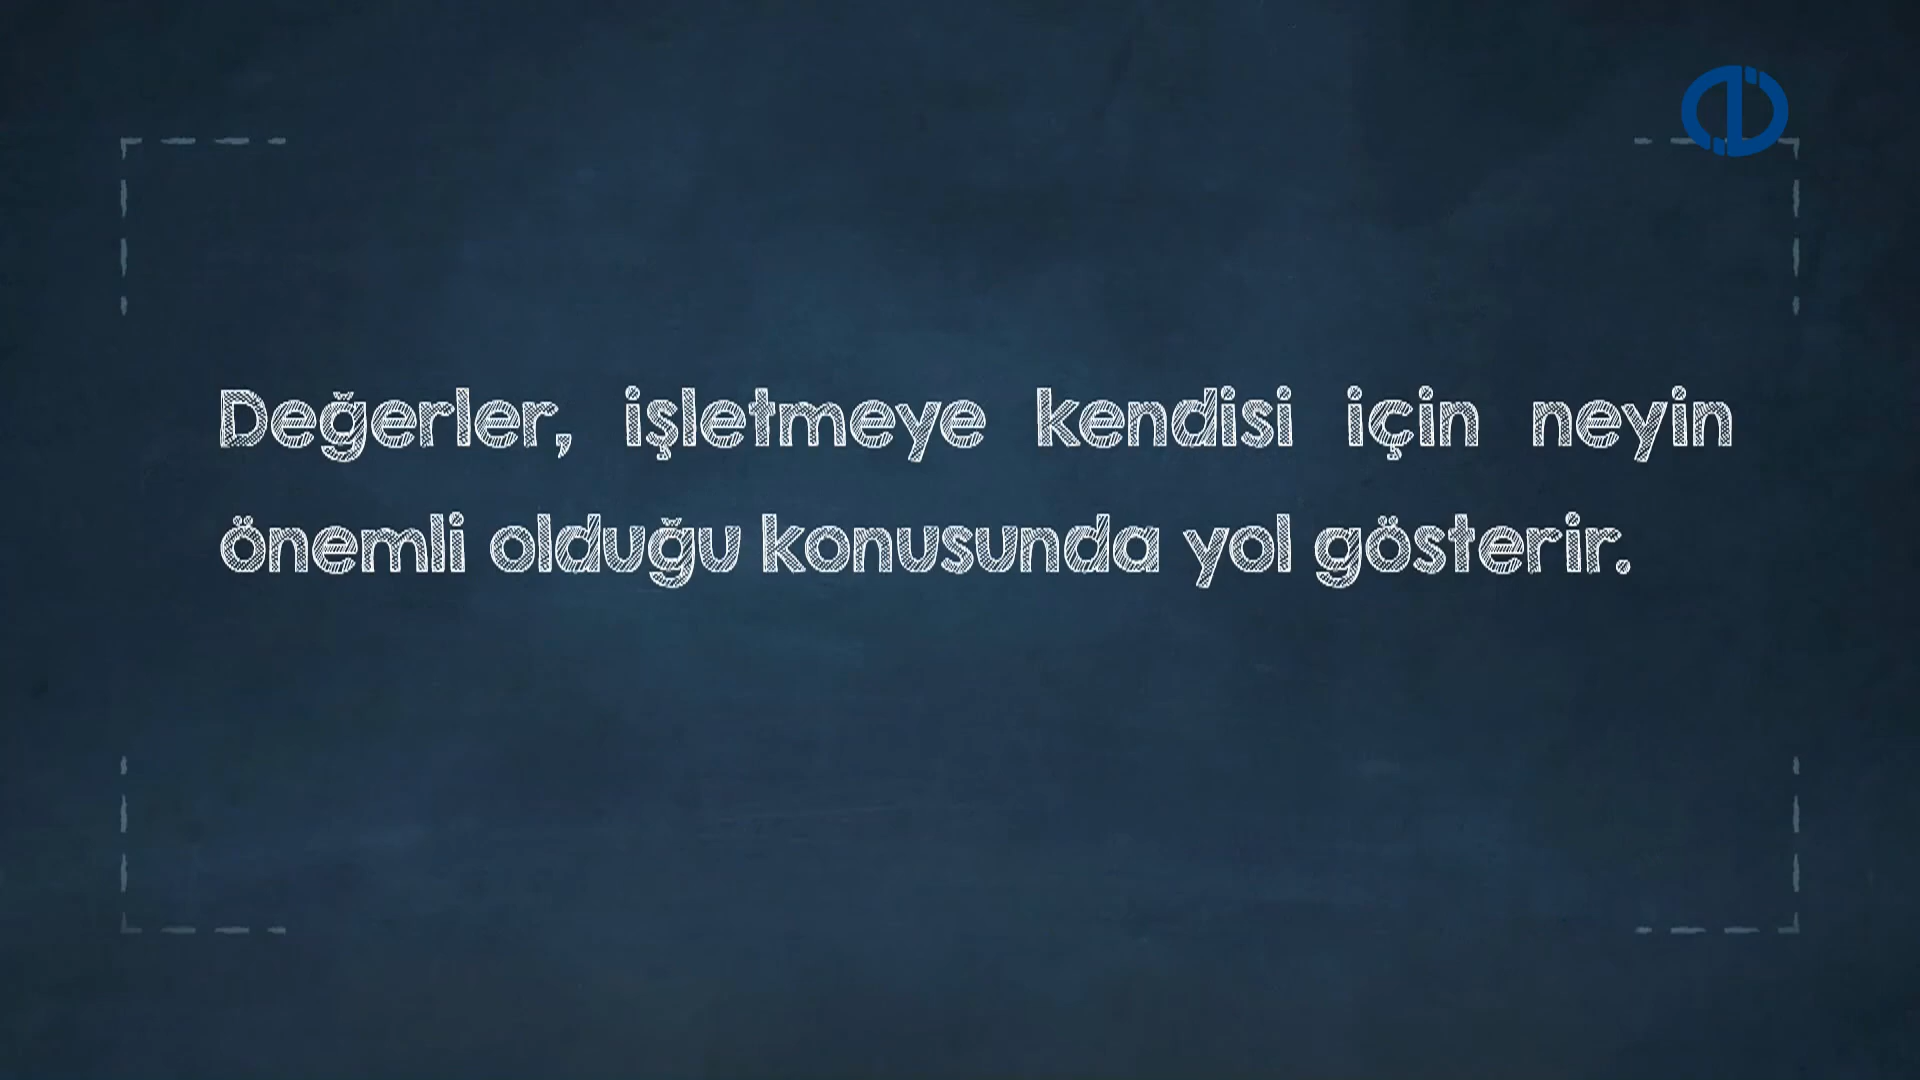 Değerler, işletmeye kendisi için neyin
önemli olduğu konusunda yol gösterir.